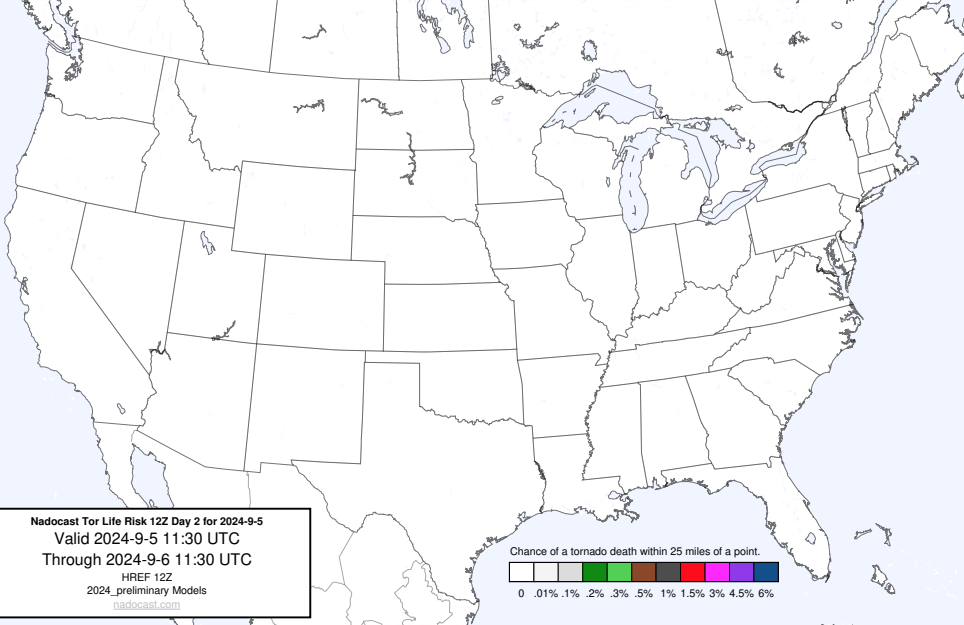 Nadocast Tor Life Risk 12Z Day 2 for 2024-9-5
Valid 2024-9-5 11:30 UTC
Through 2024-9-6 11:30 UTC
HREF 12Z
2024_preliminary Models
nadocast.com
Chance of a tornado death within 25 miles of a point.
0 .01% .1% .2% .3% .5% 1% 1.5% 3% 4.5% 6%